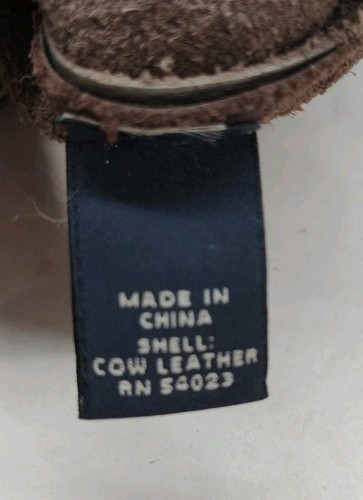 MADE IN
CHINA
SHELL:
COW LEATHER
RN 54023